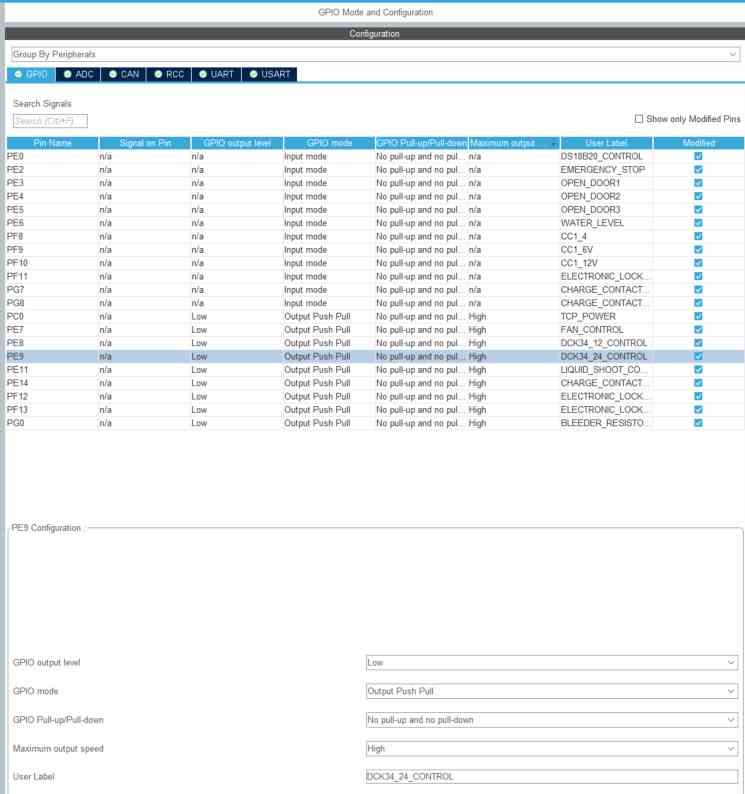 GPIO Mode and Configuration
Configuration
Group By Peripherals
GPIO ADC CAN RCC UART USART
Search Signals
Search (Ctrl+F)
Show only Modified Pins
Pin Name Signal on Pin GPIO output level GPIO mode GPIO Pull-up/Pull-down Maximum output User Label Modified
PE0 n/a n/a Input mode No pull-up and no pul... n/a DS18B20_CONTROL
PE2 n/a n/a Input mode No pull-up and no pul... n/a EMERGENCY_STOP
PE3 n/a n/a Input mode No pull-up and no pul... n/a OPEN_DOOR1
PE4 n/a n/a Input mode No pull-up and no pul... n/a OPEN_DOOR2
PE5 n/a n/a Input mode No pull-up and no pul... n/a OPEN_DOOR3
PE6 n/a n/a Input mode No pull-up and no pul... n/a WATER_LEVEL
PF8 n/a n/a Input mode No pull-up and no pul... n/a CC1_4
PF9 n/a n/a Input mode No pull-up and no pul... n/a CC1_6V
PF10 n/a n/a Input mode No pull-up and no pul... n/a CC1_12V
PF11 n/a n/a Input mode No pull-up and no pul... n/a ELECTRONIC_LOCK...
PG7 n/a n/a Input mode No pull-up and no pul... n/a CHARGE_CONTACT...
PG8 n/a n/a Input mode No pull-up and no pul... n/a CHARGE_CONTACT...
PC0 n/a Low Output Push Pull No pull-up and no pul... High TCP_POWER
PE7 n/a Low Output Push Pull No pull-up and no pul... High FAN_CONTROL
PE8 n/a Low Output Push Pull No pull-up and no pul... High DCK34_12_CONTROL
PE9 n/a Low Output Push Pull No pull-up and no pul... High DCK34_24_CONTROL
PE11 n/a Low Output Push Pull No pull-up and no pul... High LIQUID_SHOOT_CO...
PE14 n/a Low Output Push Pull No pull-up and no pul... High CHARGE_CONTACT...
PF12 n/a Low Output Push Pull No pull-up and no pul... High ELECTRONIC_LOCK...
PF13 n/a Low Output Push Pull No pull-up and no pul... High ELECTRONIC_LOCK...
PG0 n/a Low Output Push Pull No pull-up and no pul... High BLEEDER_RESISTO...
PE9 Configuration :
GPIO output level Low
GPIO mode Output Push Pull
GPIO Pull-up/Pull-down No pull-up and no pull-down
Maximum output speed High
User Label DCK34_24_CONTROL